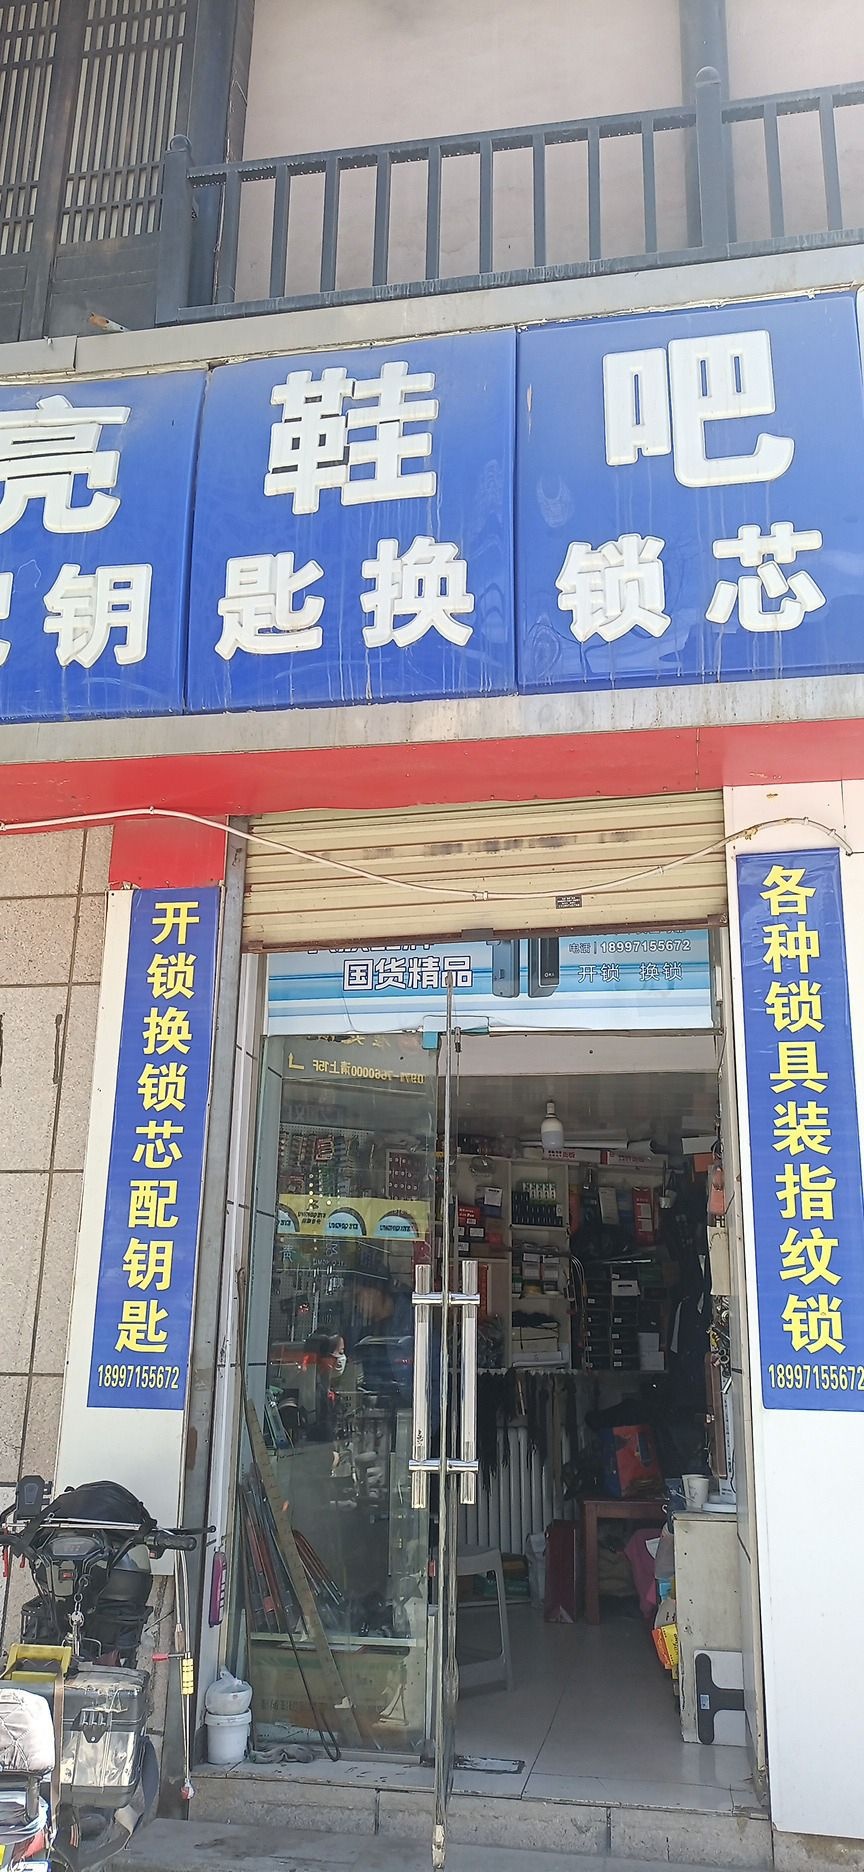 亮鞋吧
钥匙换锁芯
开锁换锁芯配钥匙
18997155672
国货精品
电话 | 18997155672
开锁 换锁
各种锁具装指纹锁
18997155672